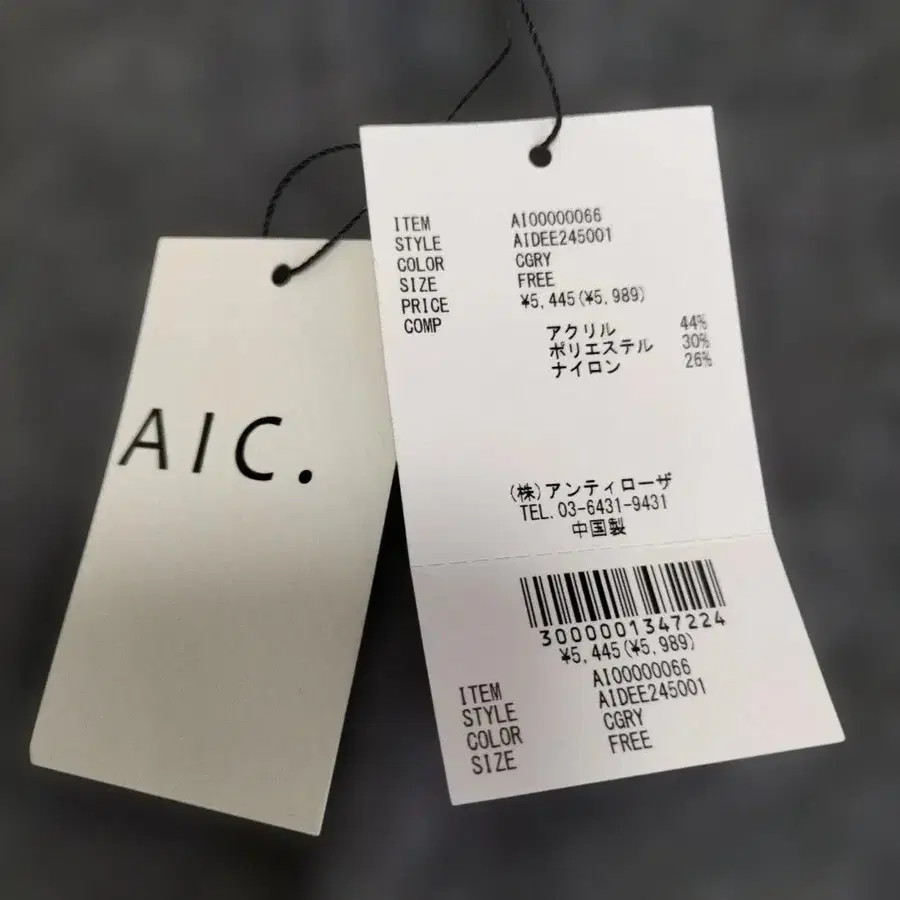 AIC.
ITEM AI00000066
STYLE AIDEE245001
COLOR CGRY
SIZE FREE
PRICE ¥5,445(¥5,989)
COMP
アクリル 44%
ポリエステル 30%
ナイロン 26%
(株)アンティローザ
TEL.03-6431-9431
中国製
3000001347224
¥5,445(¥5,989)
ITEM AI00000066
STYLE AIDEE245001
COLOR CGRY
SIZE FREE